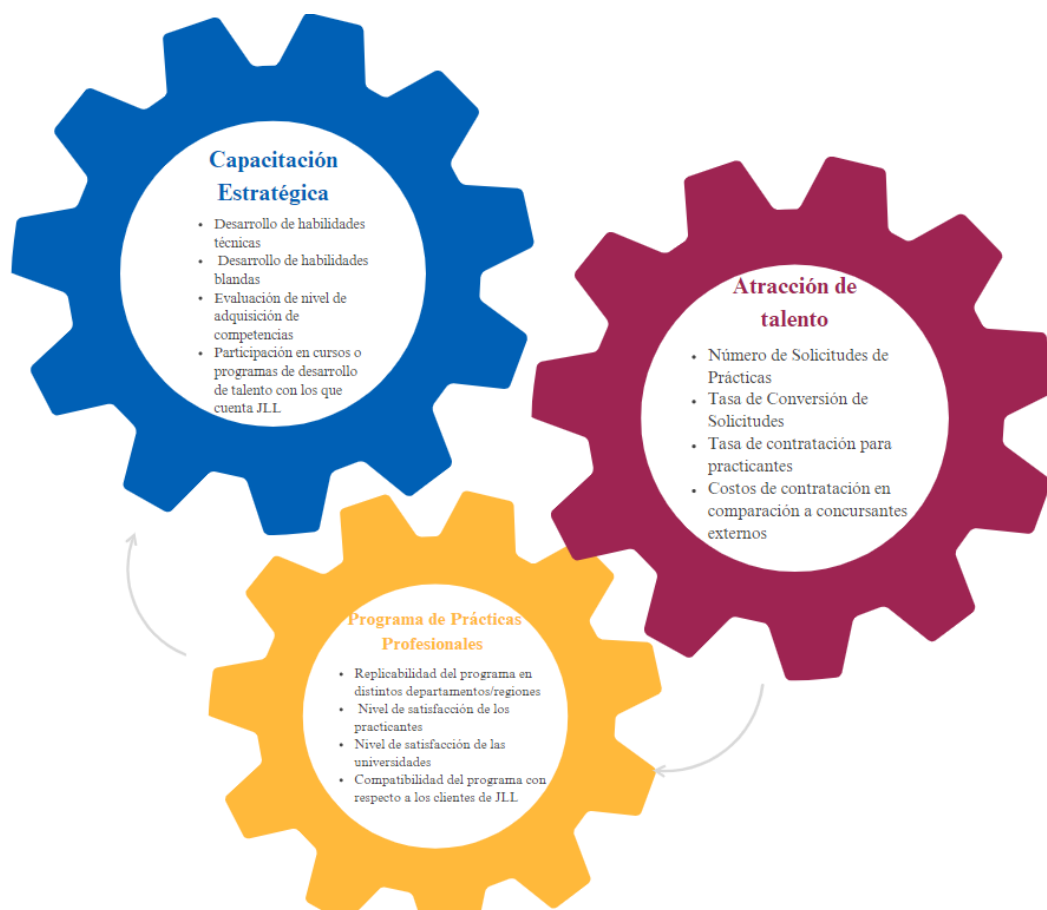 Capacitación
Estratégica
• Desarrollo de habilidades
técnicas
• Desarrollo de habilidades
blandas
• Evaluación de nivel de
adquisición de
competencias
• Participación en cursos o
programas de desarrollo
de talento con los que
cuenta JLL
Atracción de
talento
• Número de Solicitudes de
Prácticas
• Tasa de Conversión de
Solicitudes
• Tasa de contratación para
practicantes
• Costos de contratación en
comparación a concursantes
externos
Programa de Prácticas
Profesionales
• Replicabilidad del programa en
distintos departamentos/regiones
• Nivel de satisfacción de los
practicantes
• Nivel de satisfacción de las
universidades
• Compatibilidad del programa con
respecto a los clientes de JLL